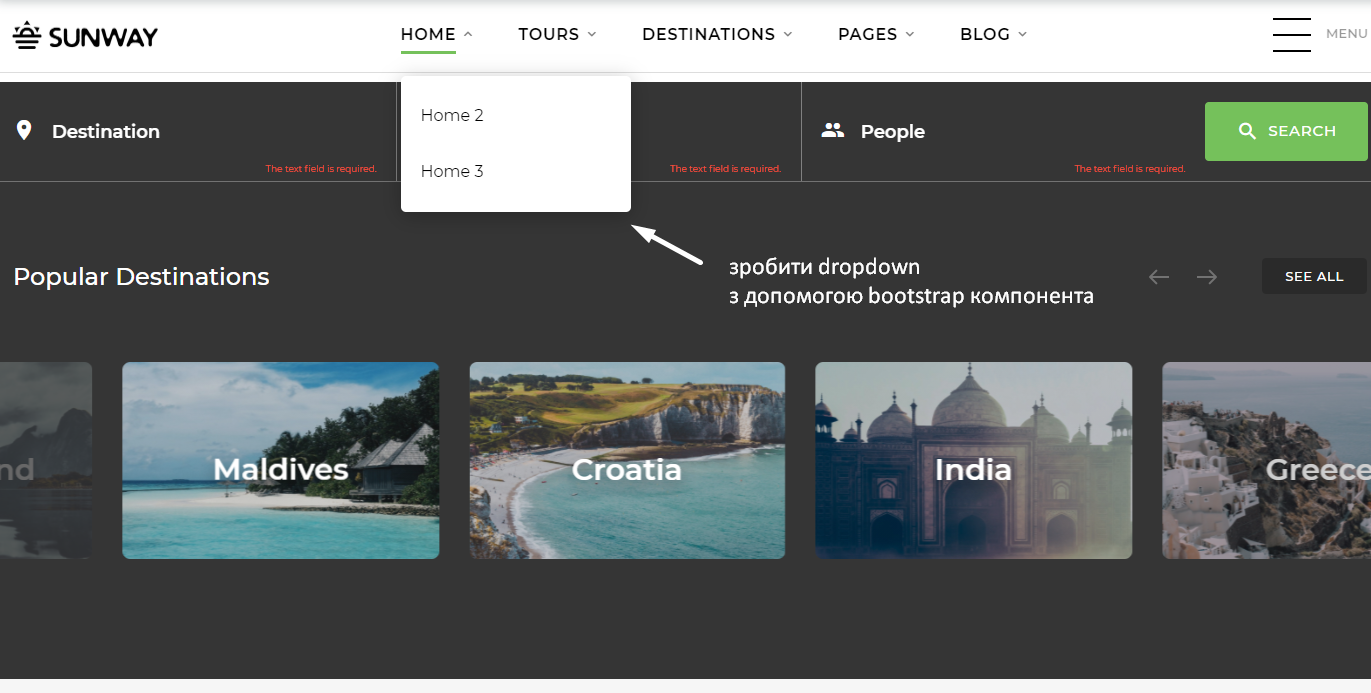 SUNWAY
HOME TOURS DESTINATIONS PAGES BLOG MENU
Home 2
Home 3
Destination
The text field is required.
The text field is required.
People
The text field is required.
SEARCH
зробити dropdown
з допомогою bootstrap компонента
Popular Destinations
SEE ALL
nd
Maldives
Croatia
India
Greece